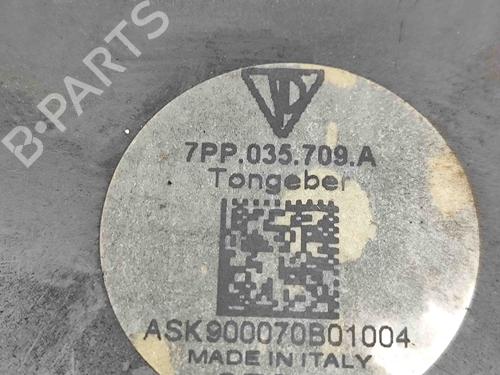 B-PARTS
7PP.035.709.A
Tongeber
ASK900070B01004
MADE IN ITALY